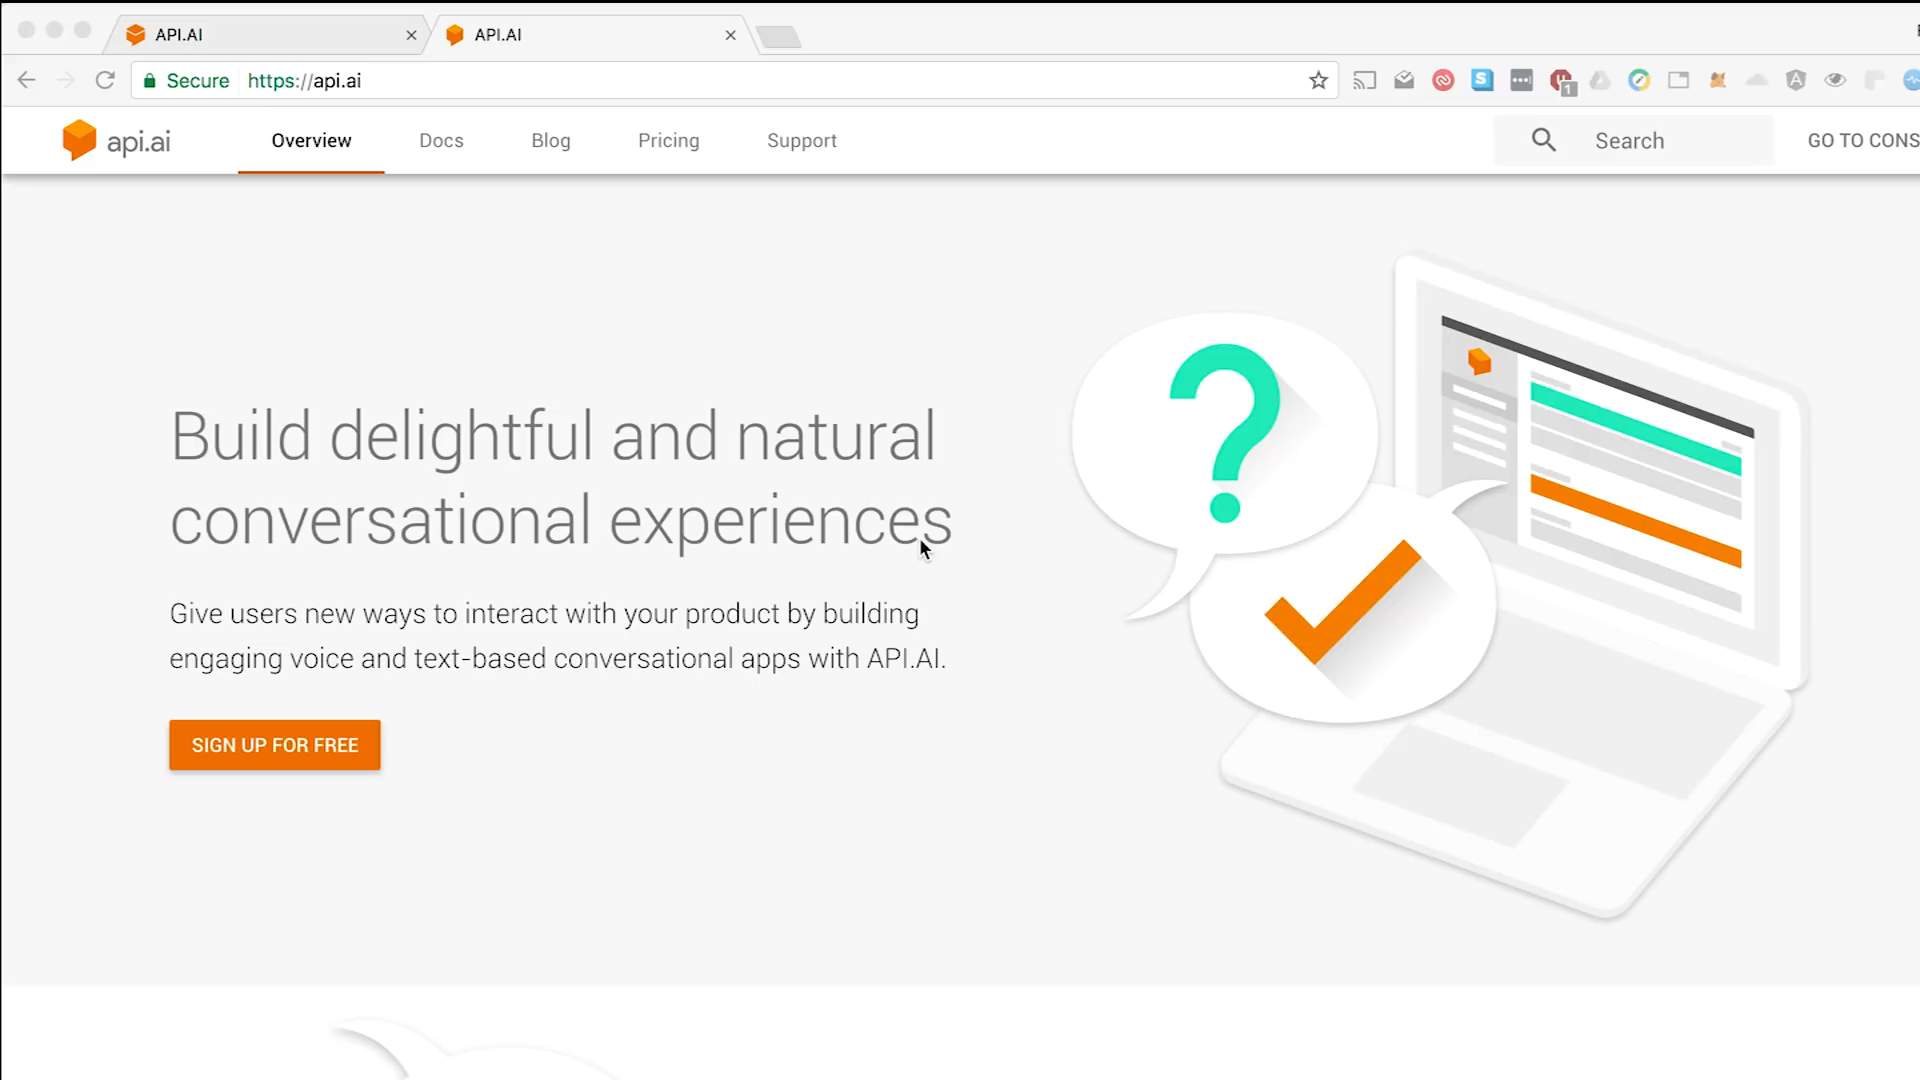 API.AI
API.AI
Secure https://api.ai
api.ai
Overview
Docs
Blog
Pricing
Support
Search
GO TO CONS
Build delightful and natural
conversational experiences
Give users new ways to interact with your product by building
engaging voice and text-based conversational apps with API.AI.
SIGN UP FOR FREE